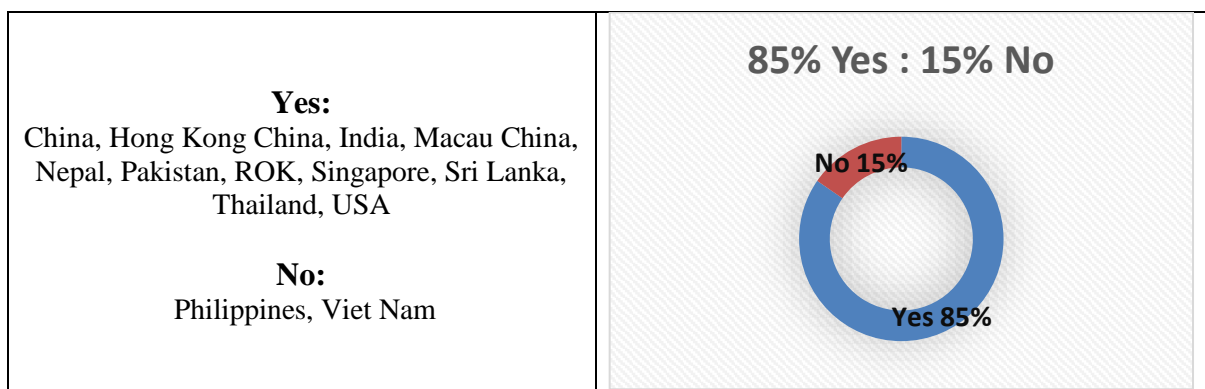 Yes:
China, Hong Kong China, India, Macau China,
Nepal, Pakistan, ROK, Singapore, Sri Lanka,
Thailand, USA
No:
Philippines, Viet Nam
85% Yes : 15% No
No 15%
Yes 85%